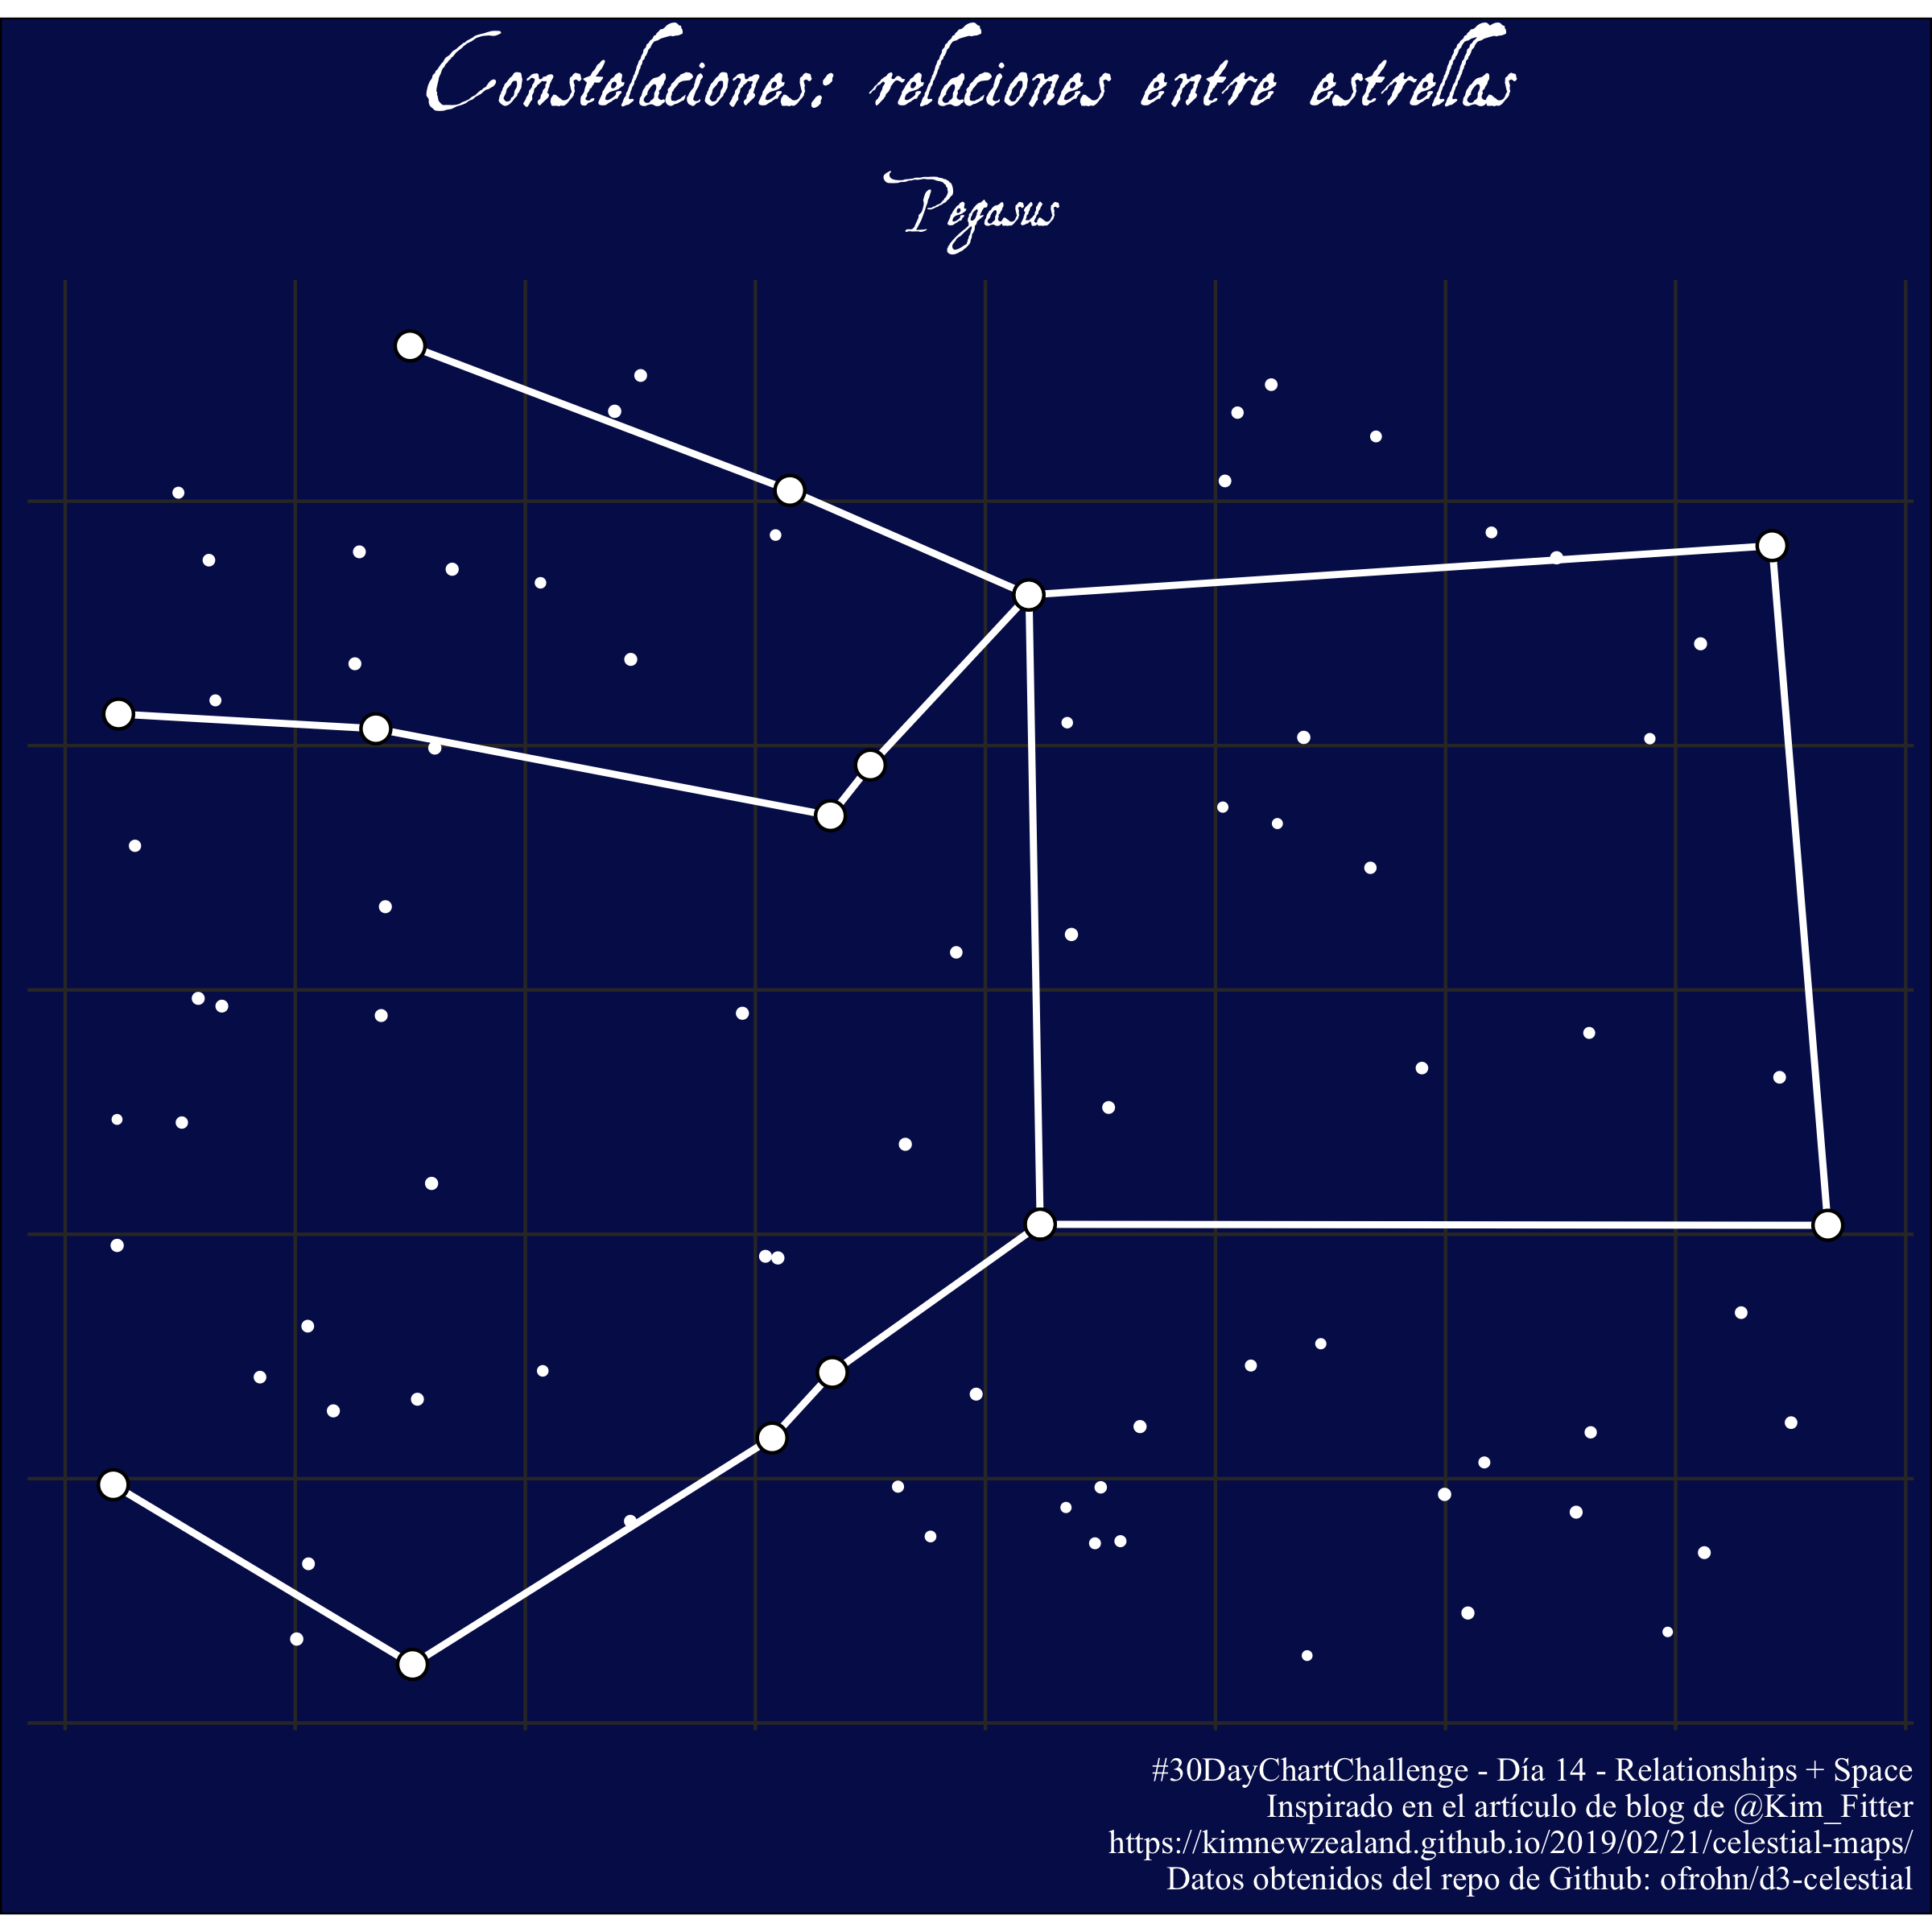 Constelaciones: relaciones entre estrellas
Pegasus
#30DayChartChallenge - Día 14 - Relationships + Space
Inspirado en el artículo de blog de @Kim_Fitter
https://kimnewzealand.github.io/2019/02/21/celestial-maps/
Datos obtenidos del repo de Github: ofrohn/d3-celestial